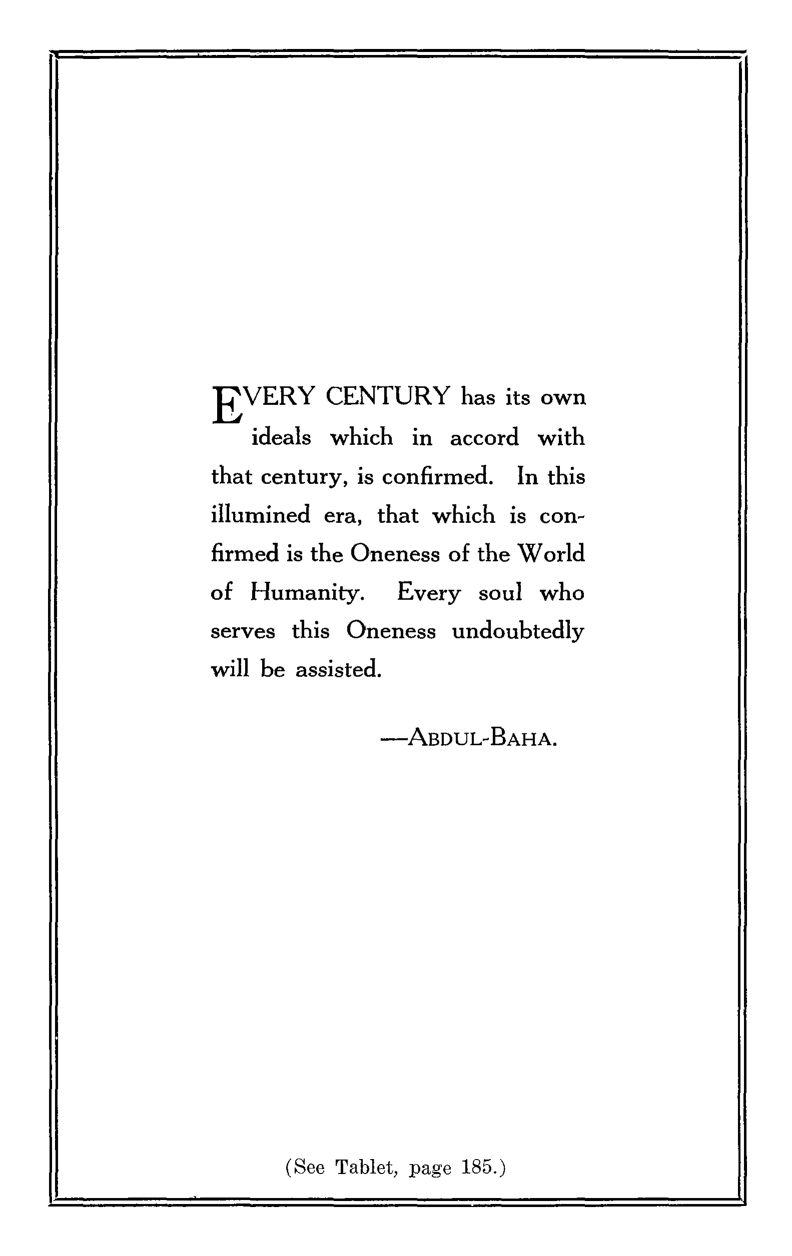 EVERY CENTURY has its own
ideals which in accord with
that century, is confirmed. In this
illumined era, that which is con-
firmed is the Oneness of the World
of Humanity. Every soul who
serves this Oneness undoubtedly
will be assisted.
—ABDUL-BAHA.
(See Tablet, page 185.)